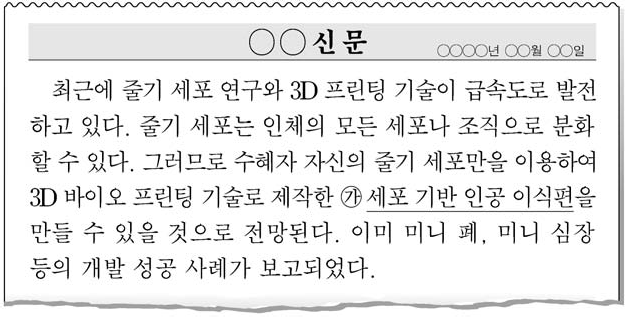 ○○신문
○○○○년 ○○월 ○○일
최근에 줄기 세포 연구와 3D 프린팅 기술이 급속도로 발전
하고 있다. 줄기 세포는 인체의 모든 세포나 조직으로 분화
할 수 있다. 그러므로 수혜자 자신의 줄기 세포만을 이용하여
3D 바이오 프린팅 기술로 제작한 ㉮ 세포 기반 인공 이식편을
만들 수 있을 것으로 전망된다. 이미 미니 폐, 미니 심장
등의 개발 성공 사례가 보고되었다.